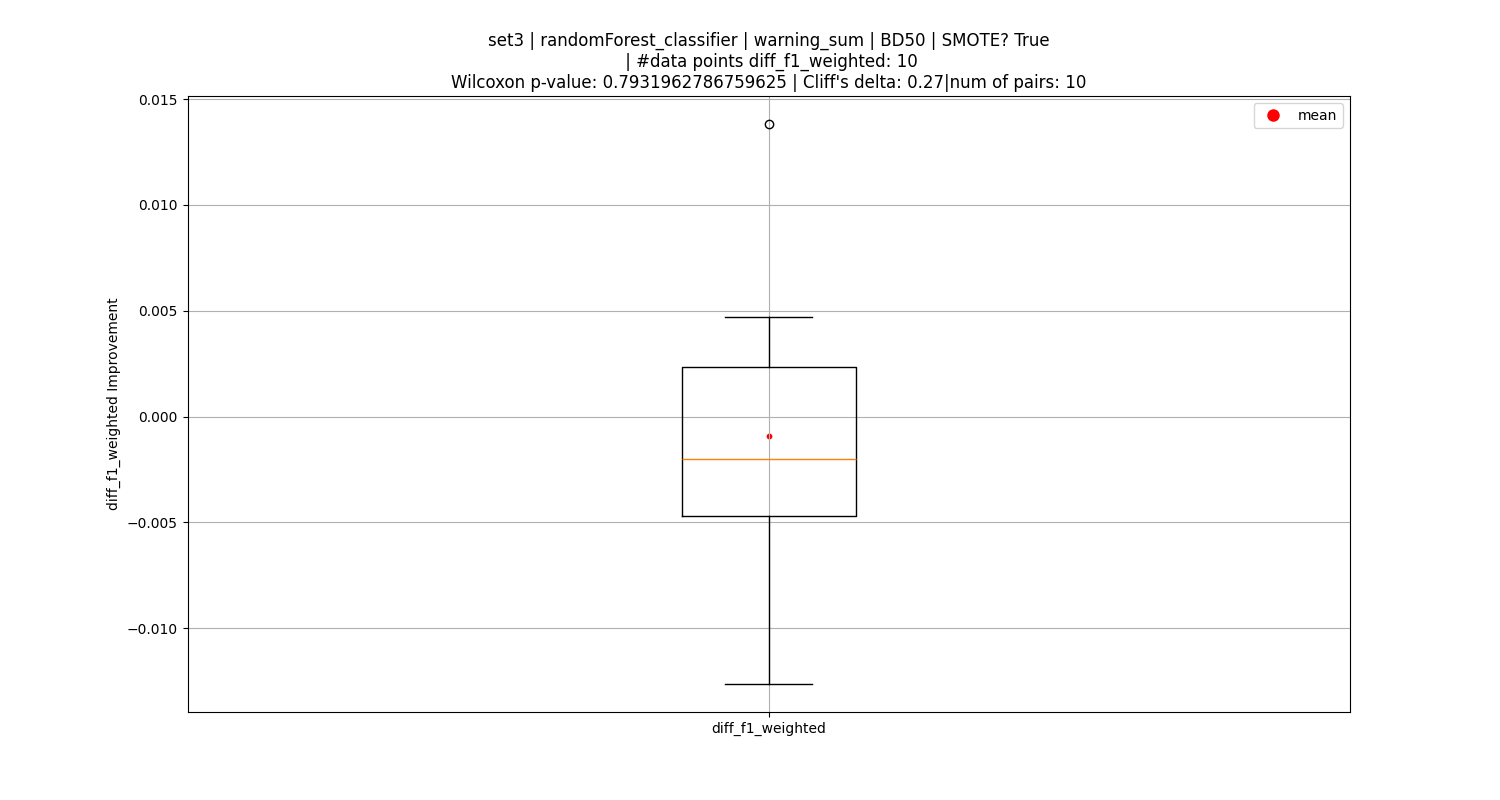 set3 | randomForest_classifier | warning_sum | BD50 | SMOTE? True
| #data points diff_f1_weighted: 10
Wilcoxon p-value: 0.7931962786759625 | Cliff's delta: 0.27|num of pairs: 10
mean
0.015
0.010
0.005
0.000
−0.005
−0.010
diff_f1_weighted Improvement
diff_f1_weighted